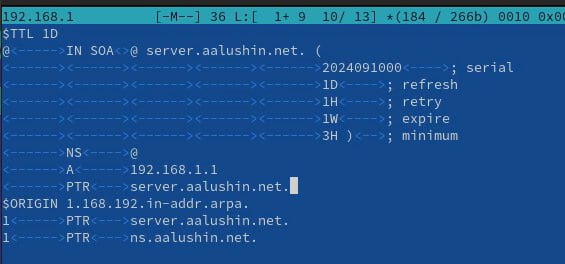 192.168.1 [-M--] 36 L:[ 1+ 9 10/ 13] *(184 / 266b) 0010 0x00
$TTL 1D
@<----->IN SOA<>@ server.aalushin.net. (
<------><------><------><------><------>2024091000<---->; serial
<------><------><------><------><------>1D<---->; refresh
<------><------><------><------><------>1H<---->; retry
<------><------><------><------><------>1W<---->; expire
<------><------><------><------><------>3H )<-->; minimum
<------>NS<---->@
<------>A<----->192.168.1.1
<------>PTR<--->server.aalushin.net.
$ORIGIN 1.168.192.in-addr.arpa.
1<----->PTR<--->server.aalushin.net.
1<----->PTR<--->ns.aalushin.net.